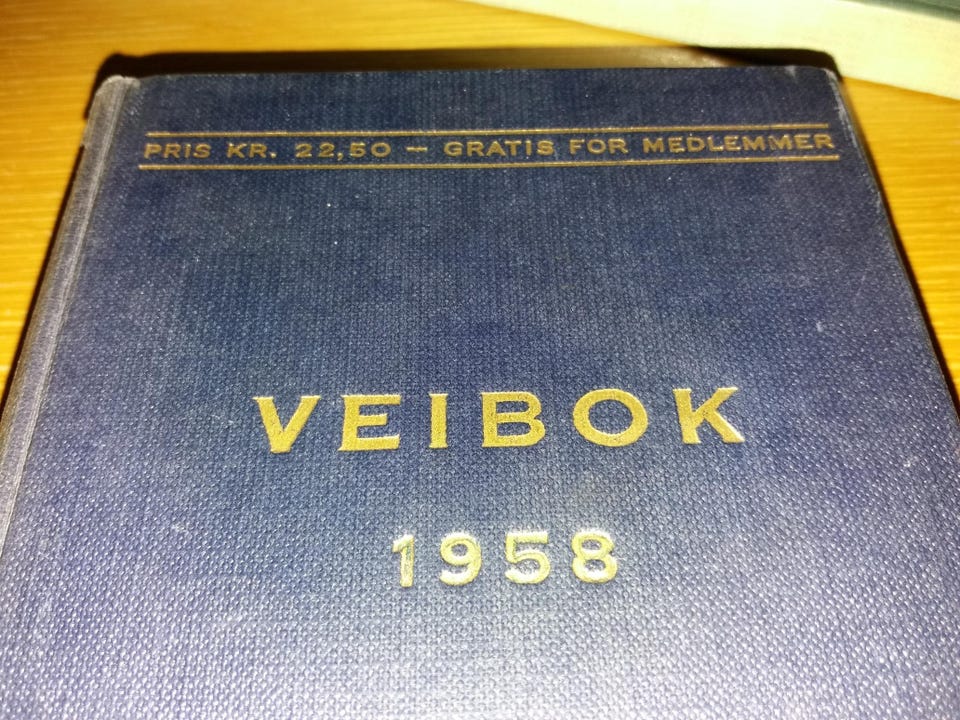 PRIS KR. 22,50 — GRATIS FOR MEDLEMMER
VEIBOK
1958